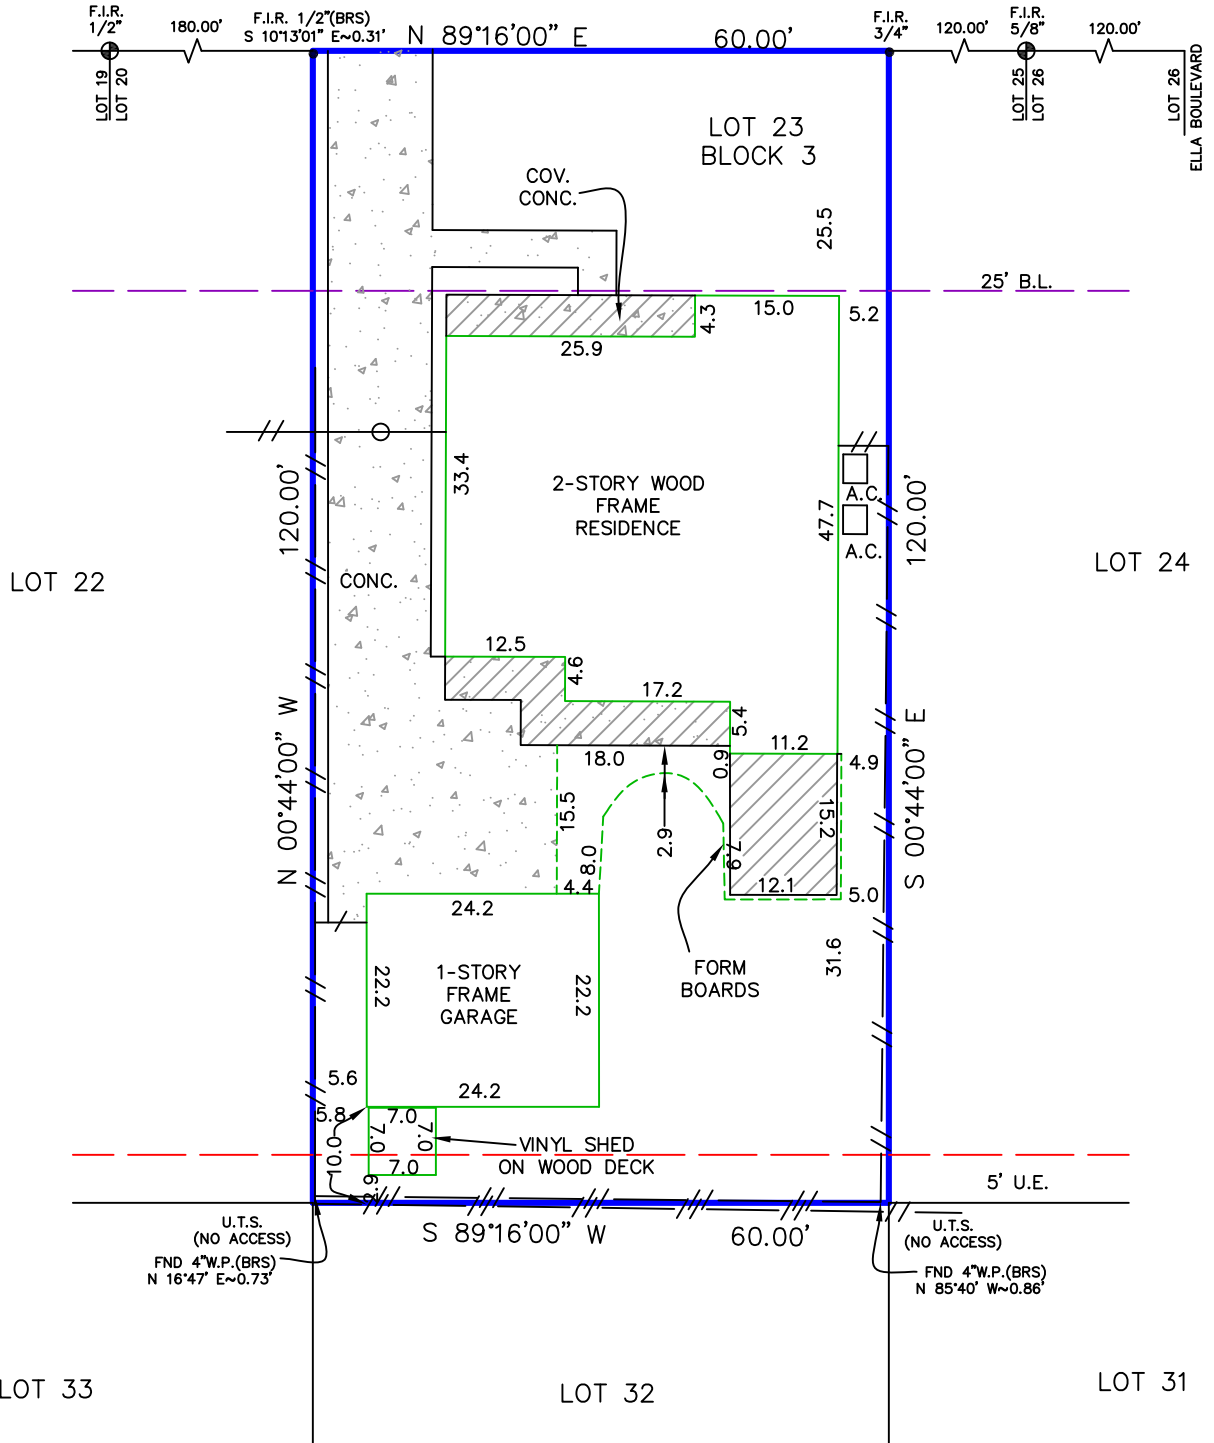 F.I.R.
1/2"
180.00'
F.I.R. 1/2"(BRS)
S 10°13'01" E~0.31'
N 89°16'00" E
60.00'
F.I.R.
3/4"
120.00'
F.I.R.
5/8"
120.00'
LOT 19
LOT 20
LOT 25
LOT 26
LOT 26
ELLA BOULEVARD
LOT 23
BLOCK 3
COV.
CONC.
25.5
25' B.L.
15.0
5.2
4.3
25.9
33.4
2-STORY WOOD
FRAME
RESIDENCE
47.7
A.C.
A.C.
120.00'
120.00'
LOT 22
CONC.
LOT 24
12.5
4.6
17.2
5.4
N 00°44'00" W
S 00°44'00" E
18.0
0.9
11.2
4.9
15.5
2.9
15.2
8.0
7.9
4.4
12.1
5.0
24.2
31.6
22.2
1-STORY
FRAME
GARAGE
22.2
FORM
BOARDS
5.6
24.2
5.8
7.0
7.0
7.0
10.0
7.0
2.9
VINYL SHED
ON WOOD DECK
5' U.E.
U.T.S.
(NO ACCESS)
S 89°16'00" W
60.00'
U.T.S.
(NO ACCESS)
FND 4"W.P.(BRS)
N 16°47' E~0.73'
FND 4"W.P.(BRS)
N 85°40' W~0.86'
LOT 33
LOT 32
LOT 31